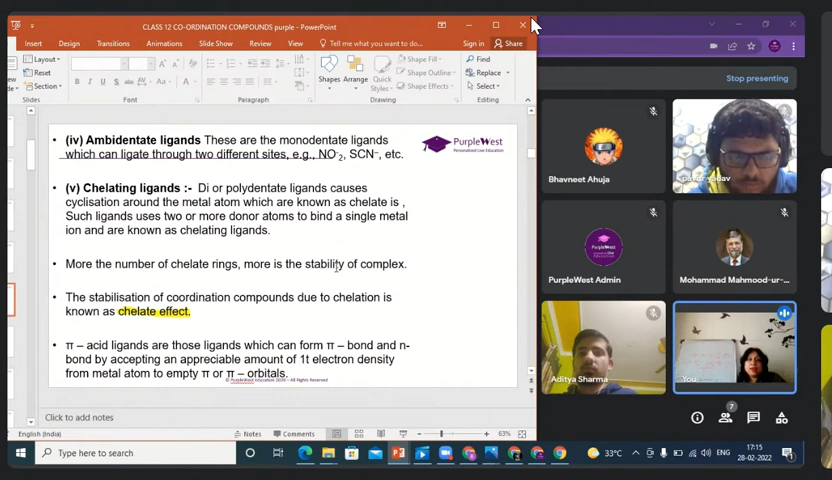 CLASS 12 CO-ORDINATION COMPOUNDS purple - PowerPoint
Insert Design Transitions Animations Slide Show Review View Tell me what you do... Sign in Share
Layout
Reset
Section
Slides
Font
Paragraph
Shapes Arrange Quick Styles
Shape Fill
Shape Outline
Shape Effects
Drawing
Find
Replace
Select
Editing
Stop presenting
• (iv) Ambidentate ligands These are the monodentate ligands
which can ligate through two different sites, e.g., NO⁻₂, SCN⁻, etc.
PurpleWest
Personalized Live Education
• (v) Chelating ligands :- Di or polydentate ligands causes
cyclisation around the metal atom which are known as chelate is ,
Such ligands uses two or more donor atoms to bind a single metal
ion and are known as chelating ligands.
• More the number of chelate rings, more is the stability of complex.
• The stabilisation of coordination compounds due to chelation is
known as chelate effect.
• π – acid ligands are those ligands which can form π – bond and n-
bond by accepting an appreciable amount of 1t electron density
from metal atom to empty π or π – orbitals.
© PurpleWest Education, 2020 – All Rights Reserved
Click to add notes
English (India)
Notes Comments 63%
Bhavneet Ahuja
PurpleWest Admin
Mohammad Mahmood-ur-...
Aditya Sharma
You
7
Type here to search
33°C
17:15
28-02-2022